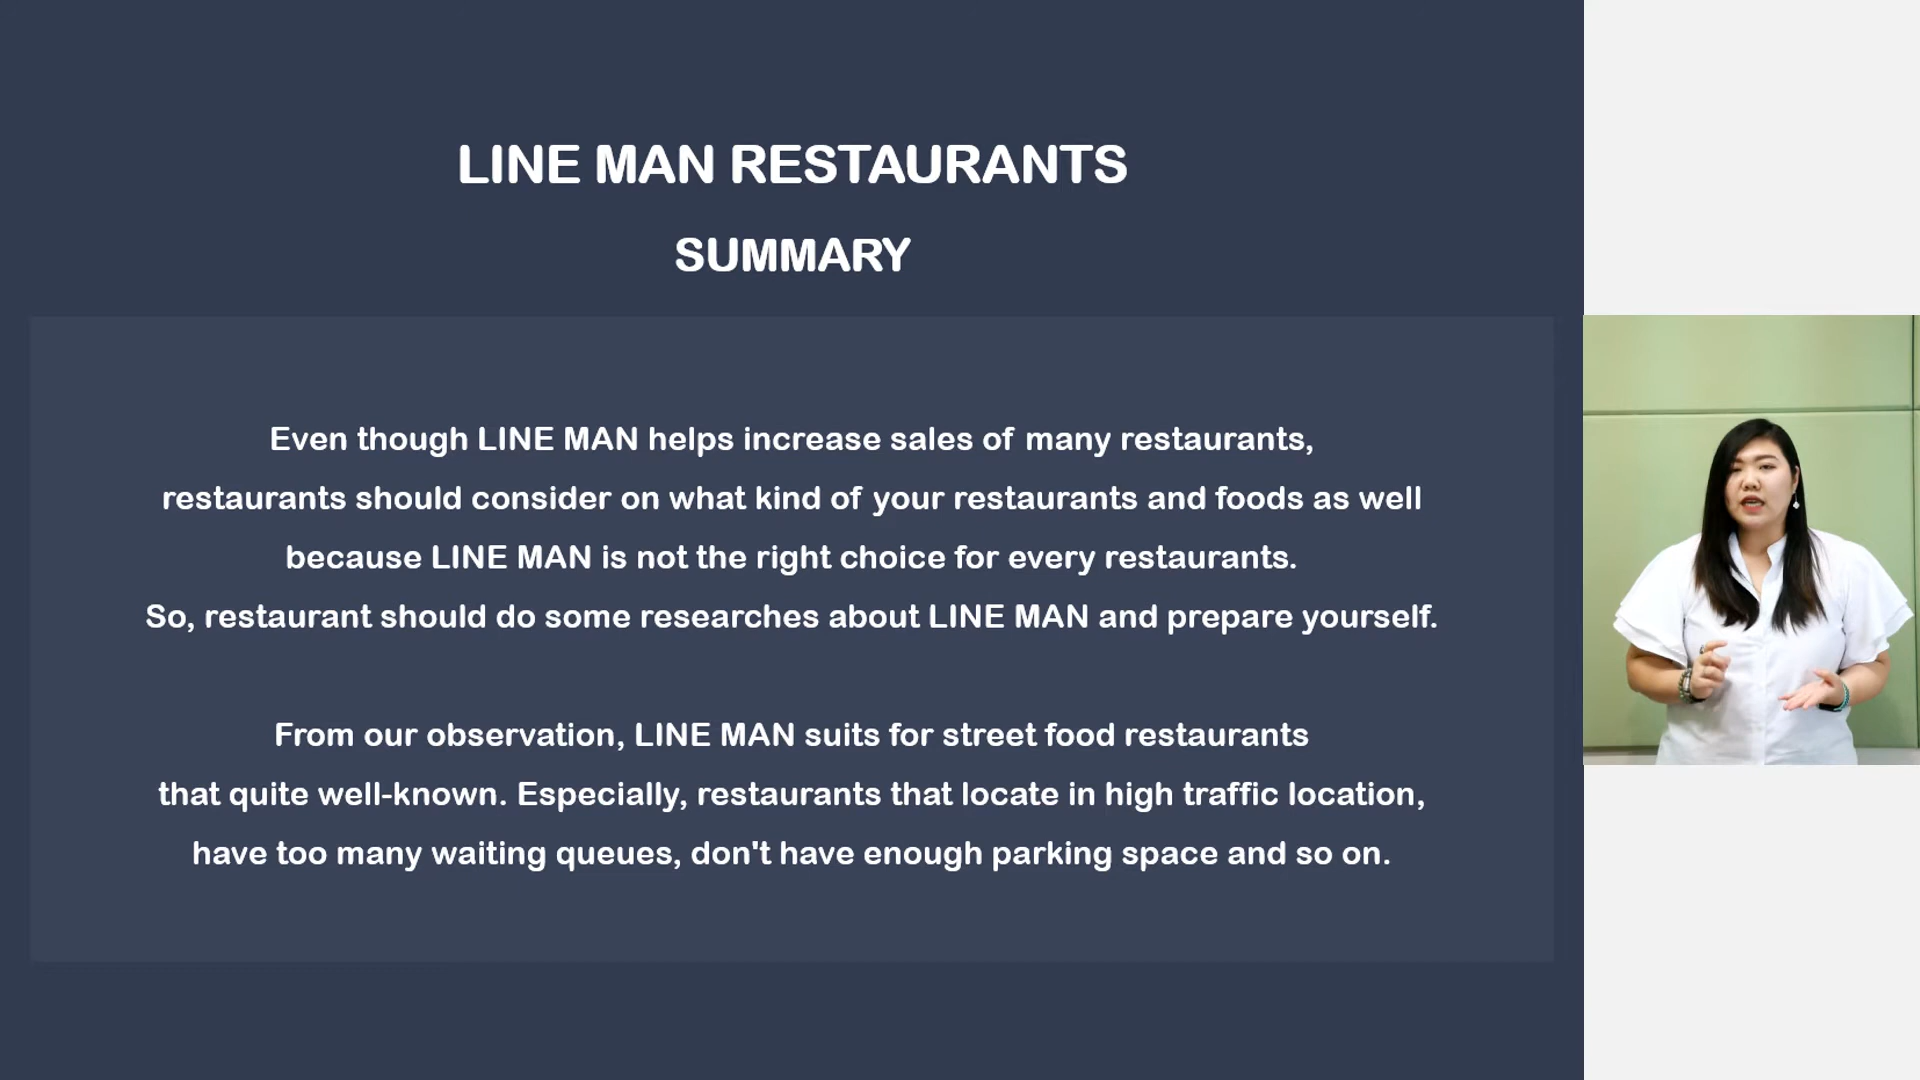 LINE MAN RESTAURANTS
SUMMARY
Even though LINE MAN helps increase sales of many restaurants,
restaurants should consider on what kind of your restaurants and foods as well
because LINE MAN is not the right choice for every restaurants.
So, restaurant should do some researches about LINE MAN and prepare yourself.
From our observation, LINE MAN suits for street food restaurants
that quite well-known. Especially, restaurants that locate in high traffic location,
have too many waiting queues, don't have enough parking space and so on.